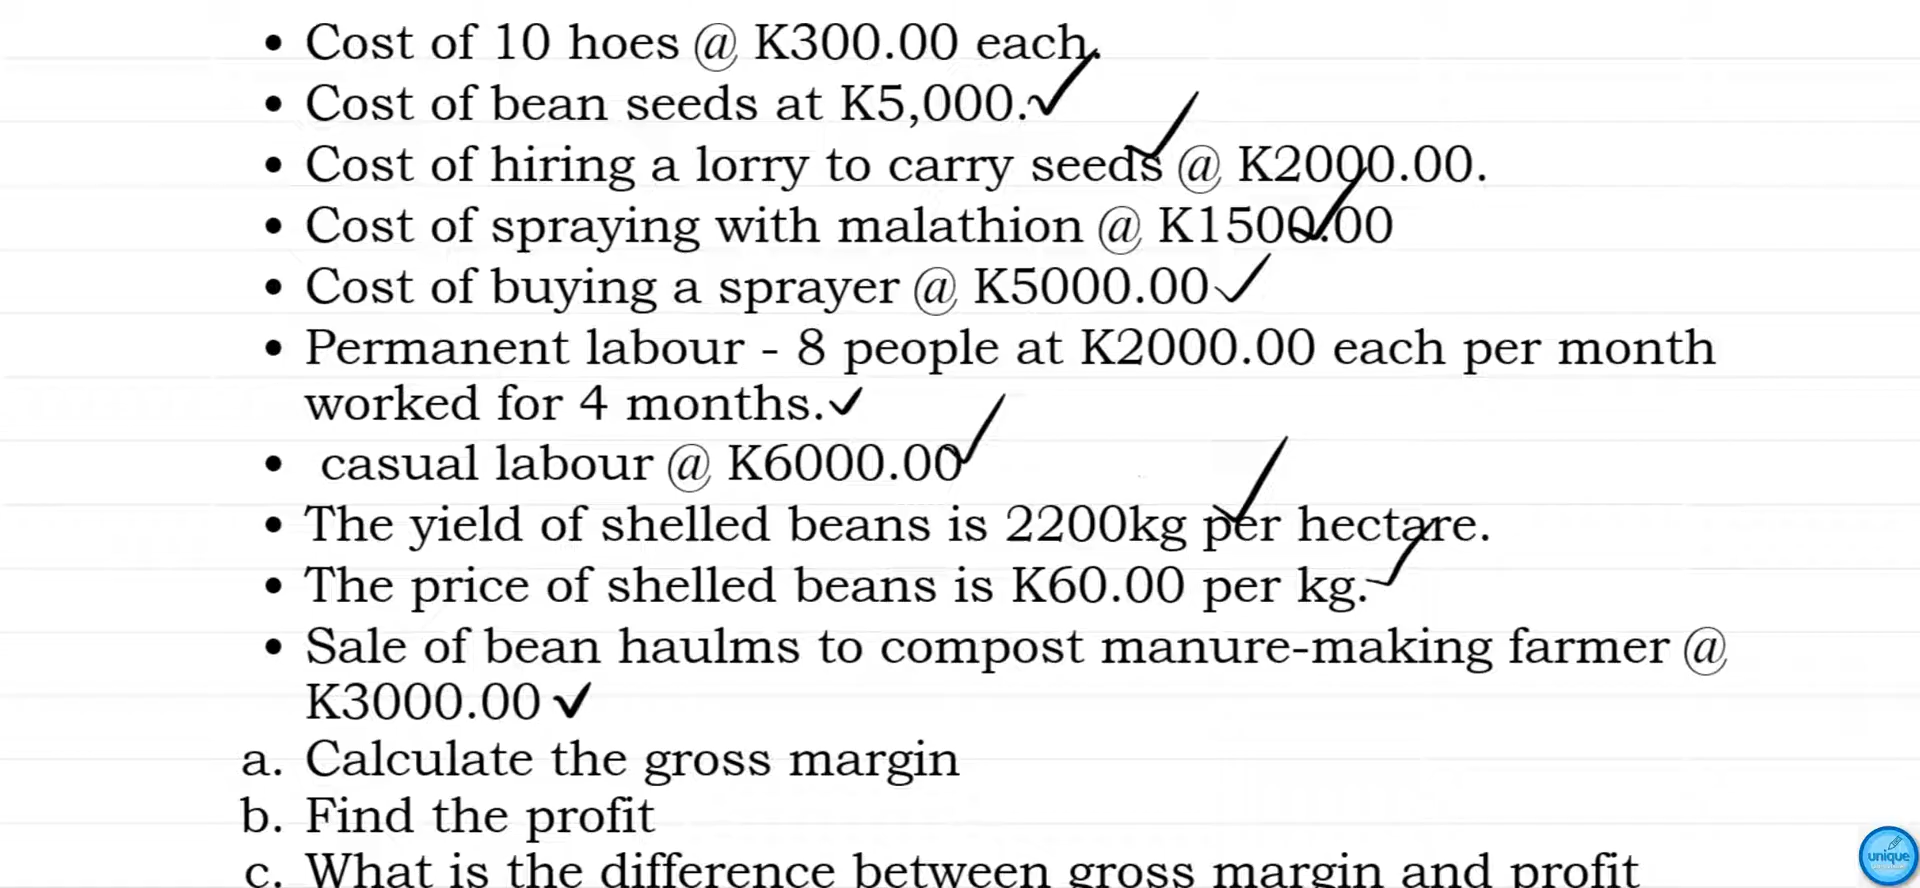 • Cost of 10 hoes @ K300.00 each.
• Cost of bean seeds at K5,000.
• Cost of hiring a lorry to carry seeds @ K2000.00.
• Cost of spraying with malathion @ K1500.00
• Cost of buying a sprayer @ K5000.00
• Permanent labour - 8 people at K2000.00 each per month
worked for 4 months.
• casual labour @ K6000.00
• The yield of shelled beans is 2200kg per hectare.
• The price of shelled beans is K60.00 per kg.
• Sale of bean haulms to compost manure-making farmer @
K3000.00
a. Calculate the gross margin
b. Find the profit
c. What is the difference between gross margin and profit
unique